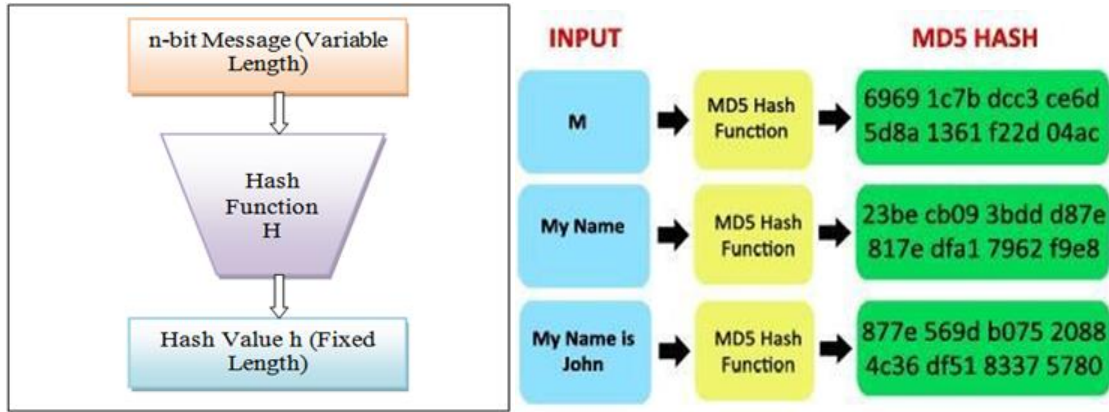 n-bit Message (Variable
Length)
Hash
Function
H
Hash Value h (Fixed
Length)
INPUT
MD5 HASH
M
MD5 Hash
Function
6969 1c7b dcc3 ce6d
5d8a 1361 f22d 04ac
My Name
MD5 Hash
Function
23be cb09 3bdd d87e
817e dfa1 7962 f9e8
My Name is
John
MD5 Hash
Function
877e 569d b075 2088
4c36 df51 8337 5780